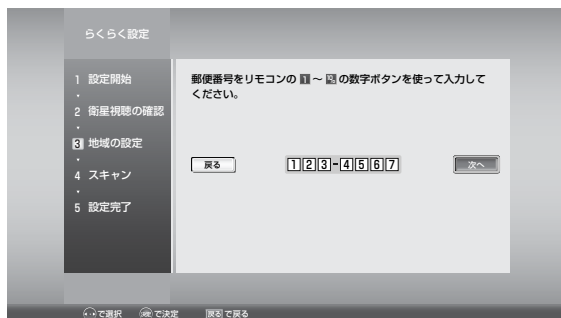 らくらく設定
1 設定開始
・
2 衛星視聴の確認
・
3 地域の設定
・
4 スキャン
・
5 設定完了
郵便番号をリモコンの 1 ~ の数字ボタンを使って入力して
ください。
戻る
123-4567
次へ
で選択 で決定 戻る で戻る